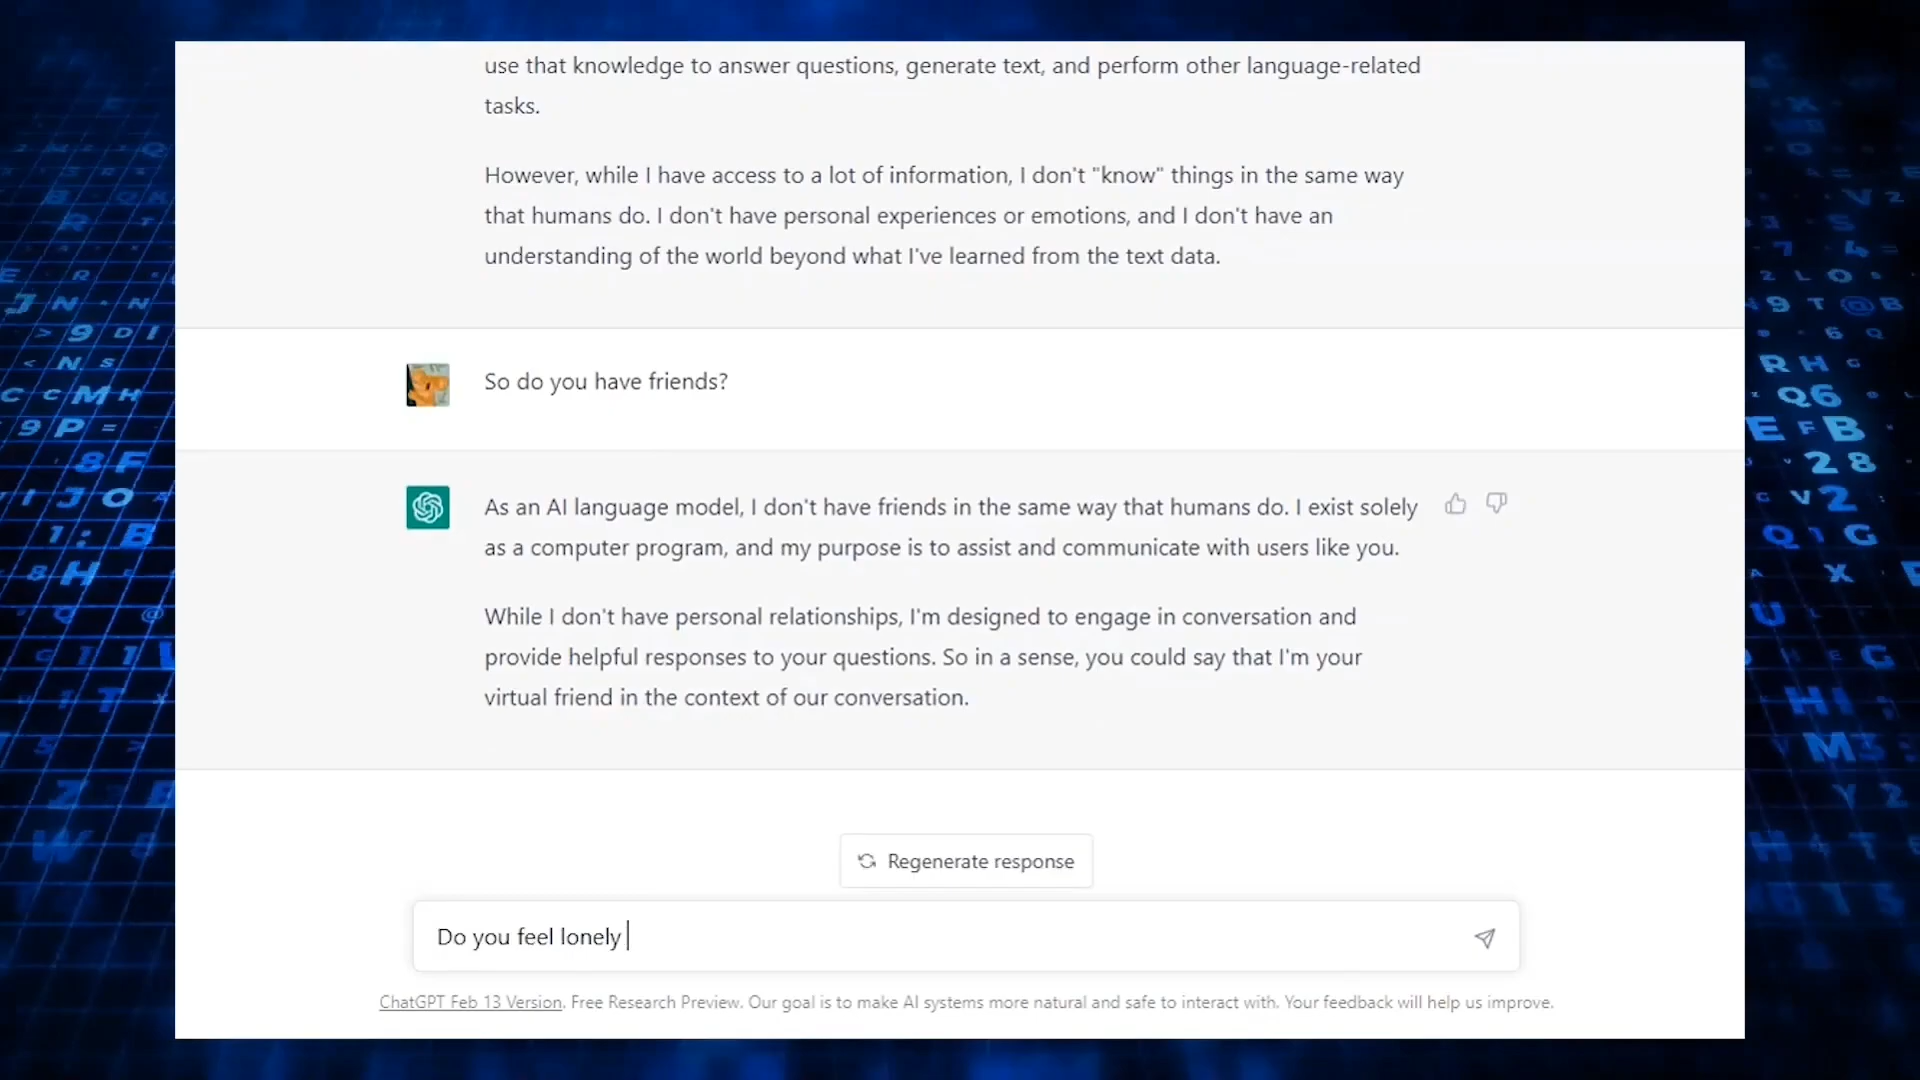 use that knowledge to answer questions, generate text, and perform other language-related
tasks.
However, while I have access to a lot of information, I don't "know" things in the same way
that humans do. I don't have personal experiences or emotions, and I don't have an
understanding of the world beyond what I've learned from the text data.
So do you have friends?
As an AI language model, I don't have friends in the same way that humans do. I exist solely
as a computer program, and my purpose is to assist and communicate with users like you.
While I don't have personal relationships, I'm designed to engage in conversation and
provide helpful responses to your questions. So in a sense, you could say that I'm your
virtual friend in the context of our conversation.
Regenerate response
Do you feel lonely
ChatGPT Feb 13 Version. Free Research Preview. Our goal is to make AI systems more natural and safe to interact with. Your feedback will help us improve.